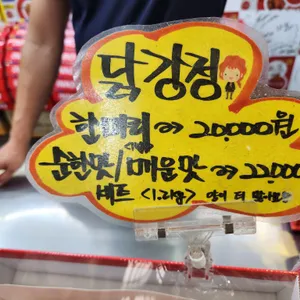 닭강정
한마리 ~> 20,000원
순한맛/매운맛 ~> 22,000
세트 <1.2kg>